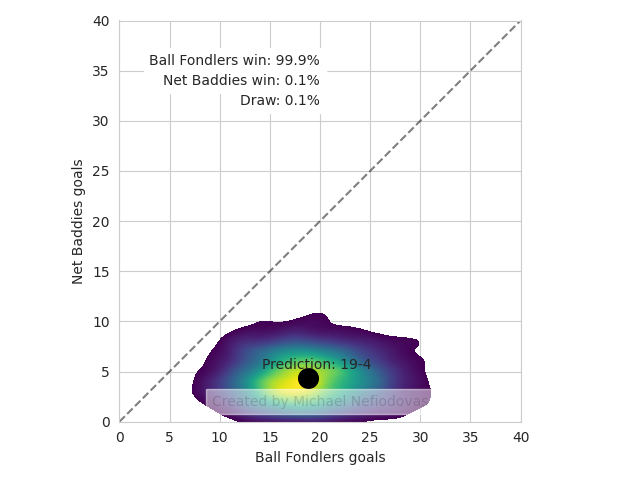 40
35
30
25
20
15
10
5
0
Net Baddies goals
Ball Fondlers win: 99.9%
Net Baddies win: 0.1%
Draw: 0.1%
Prediction: 19-4
Created by Michael Nefiodovas
0 5 10 15 20 25 30 35 40
Ball Fondlers goals